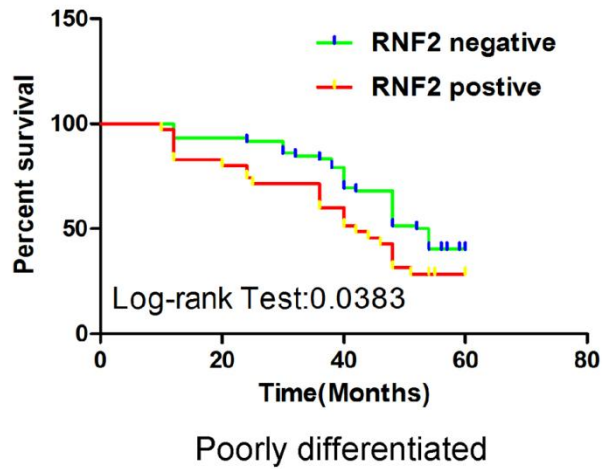 150
100
50
0
Percent survival
RNF2 negative
RNF2 postive
Log-rank Test:0.0383
0 20 40 60 80
Time(Months)
Poorly differentiated